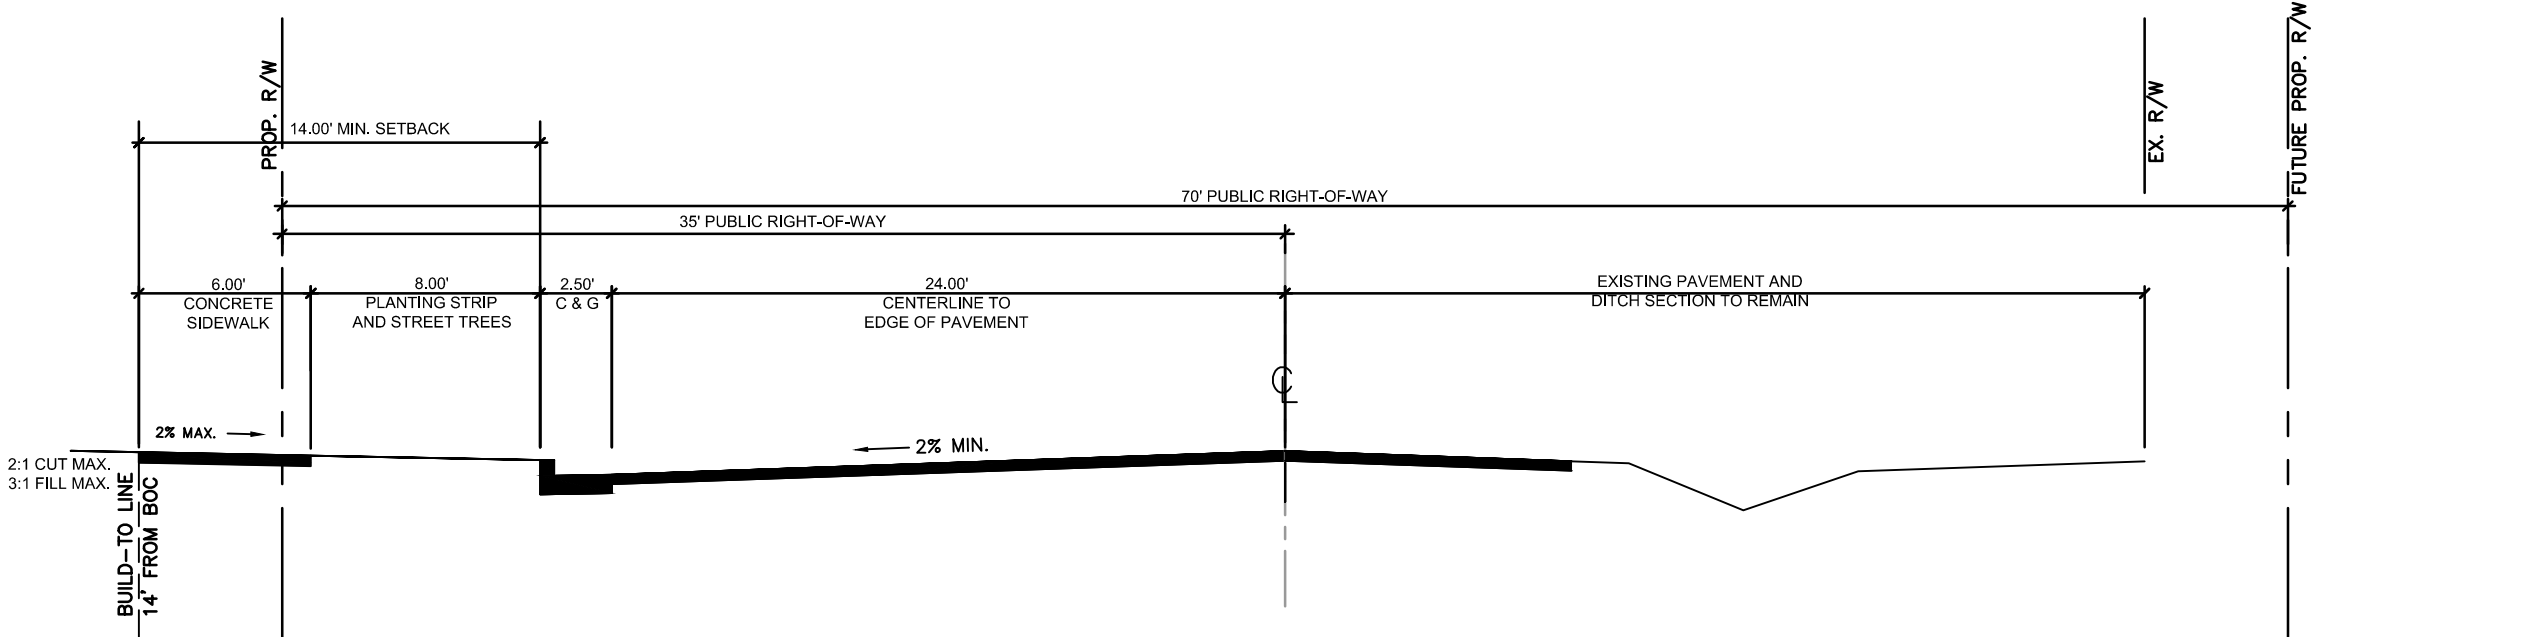 PROP. R/W
EX. R/W
FUTURE PROP. R/W
14.00' MIN. SETBACK
70' PUBLIC RIGHT-OF-WAY
35' PUBLIC RIGHT-OF-WAY
6.00'
CONCRETE
SIDEWALK
8.00'
PLANTING STRIP
AND STREET TREES
2.50'
C & G
24.00'
CENTERLINE TO
EDGE OF PAVEMENT
EXISTING PAVEMENT AND
DITCH SECTION TO REMAIN
CL
2% MAX.
2% MIN.
2:1 CUT MAX.
3:1 FILL MAX.
BUILD-TO LINE
14' FROM BOC